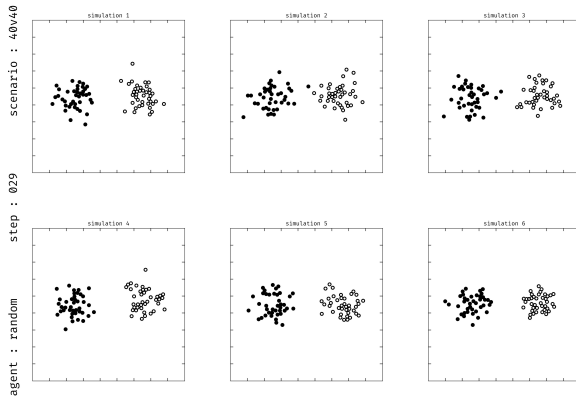 scenario : 40v40
step : 029
agent : random
simulation 1
simulation 2
simulation 3
simulation 4
simulation 5
simulation 6